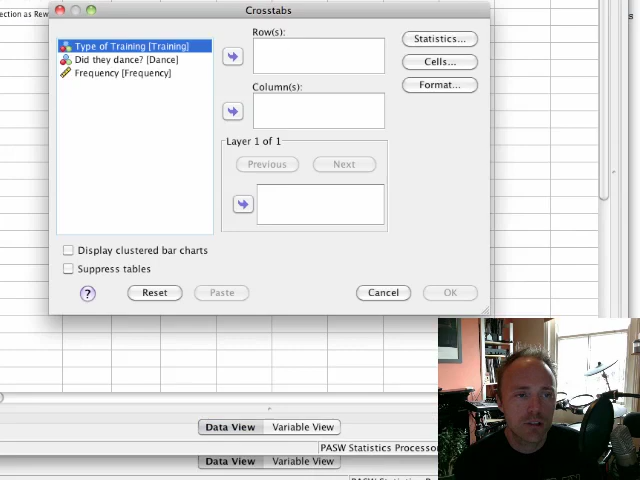 Crosstabs
ection as Rew
s
Row(s):
Statistics...
Type of Training [Training]
Did they dance? [Dance]
Cells...
Frequency [Frequency]
Column(s):
Format...
Layer 1 of 1
Previous
Next
Display clustered bar charts
Suppress tables
?
Reset
Paste
Cancel
OK
Data View
Variable View
PASW Statistics Processor
Data View
Variable View